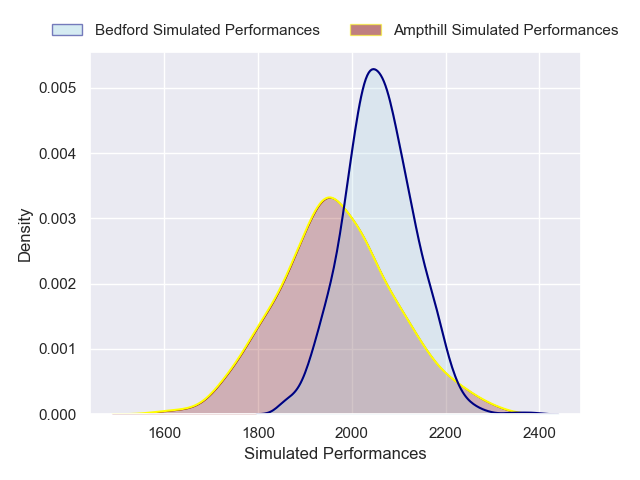 Bedford Simulated Performances
Ampthill Simulated Performances
0.005
0.004
0.003
0.002
0.001
0.000
Density
1600
1800
2000
2200
2400
Simulated Performances